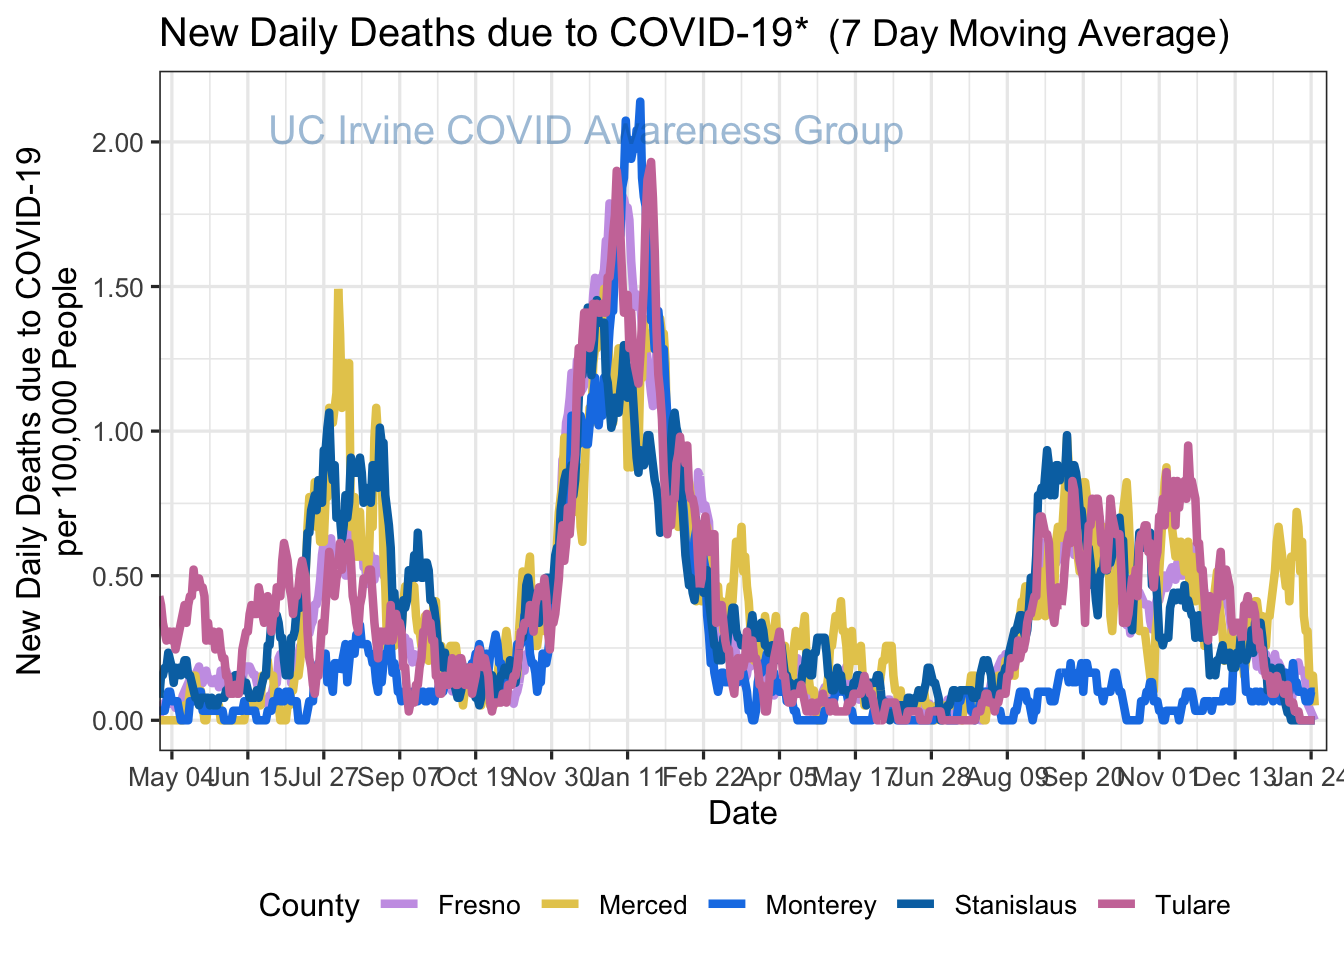 New Daily Deaths due to COVID-19* (7 Day Moving Average)
UC Irvine COVID Awareness Group
New Daily Deaths due to COVID-19
per 100,000 People
2.00
1.50
1.00
0.50
0.00
May 04 Jun 15 Jul 27 Sep 07 Oct 19 Nov 30 Jan 11 Feb 22 Apr 05 May 17 Jun 28 Aug 09 Sep 20 Nov 01 Dec 13 Jan 24
Date
County Fresno Merced Monterey Stanislaus Tulare